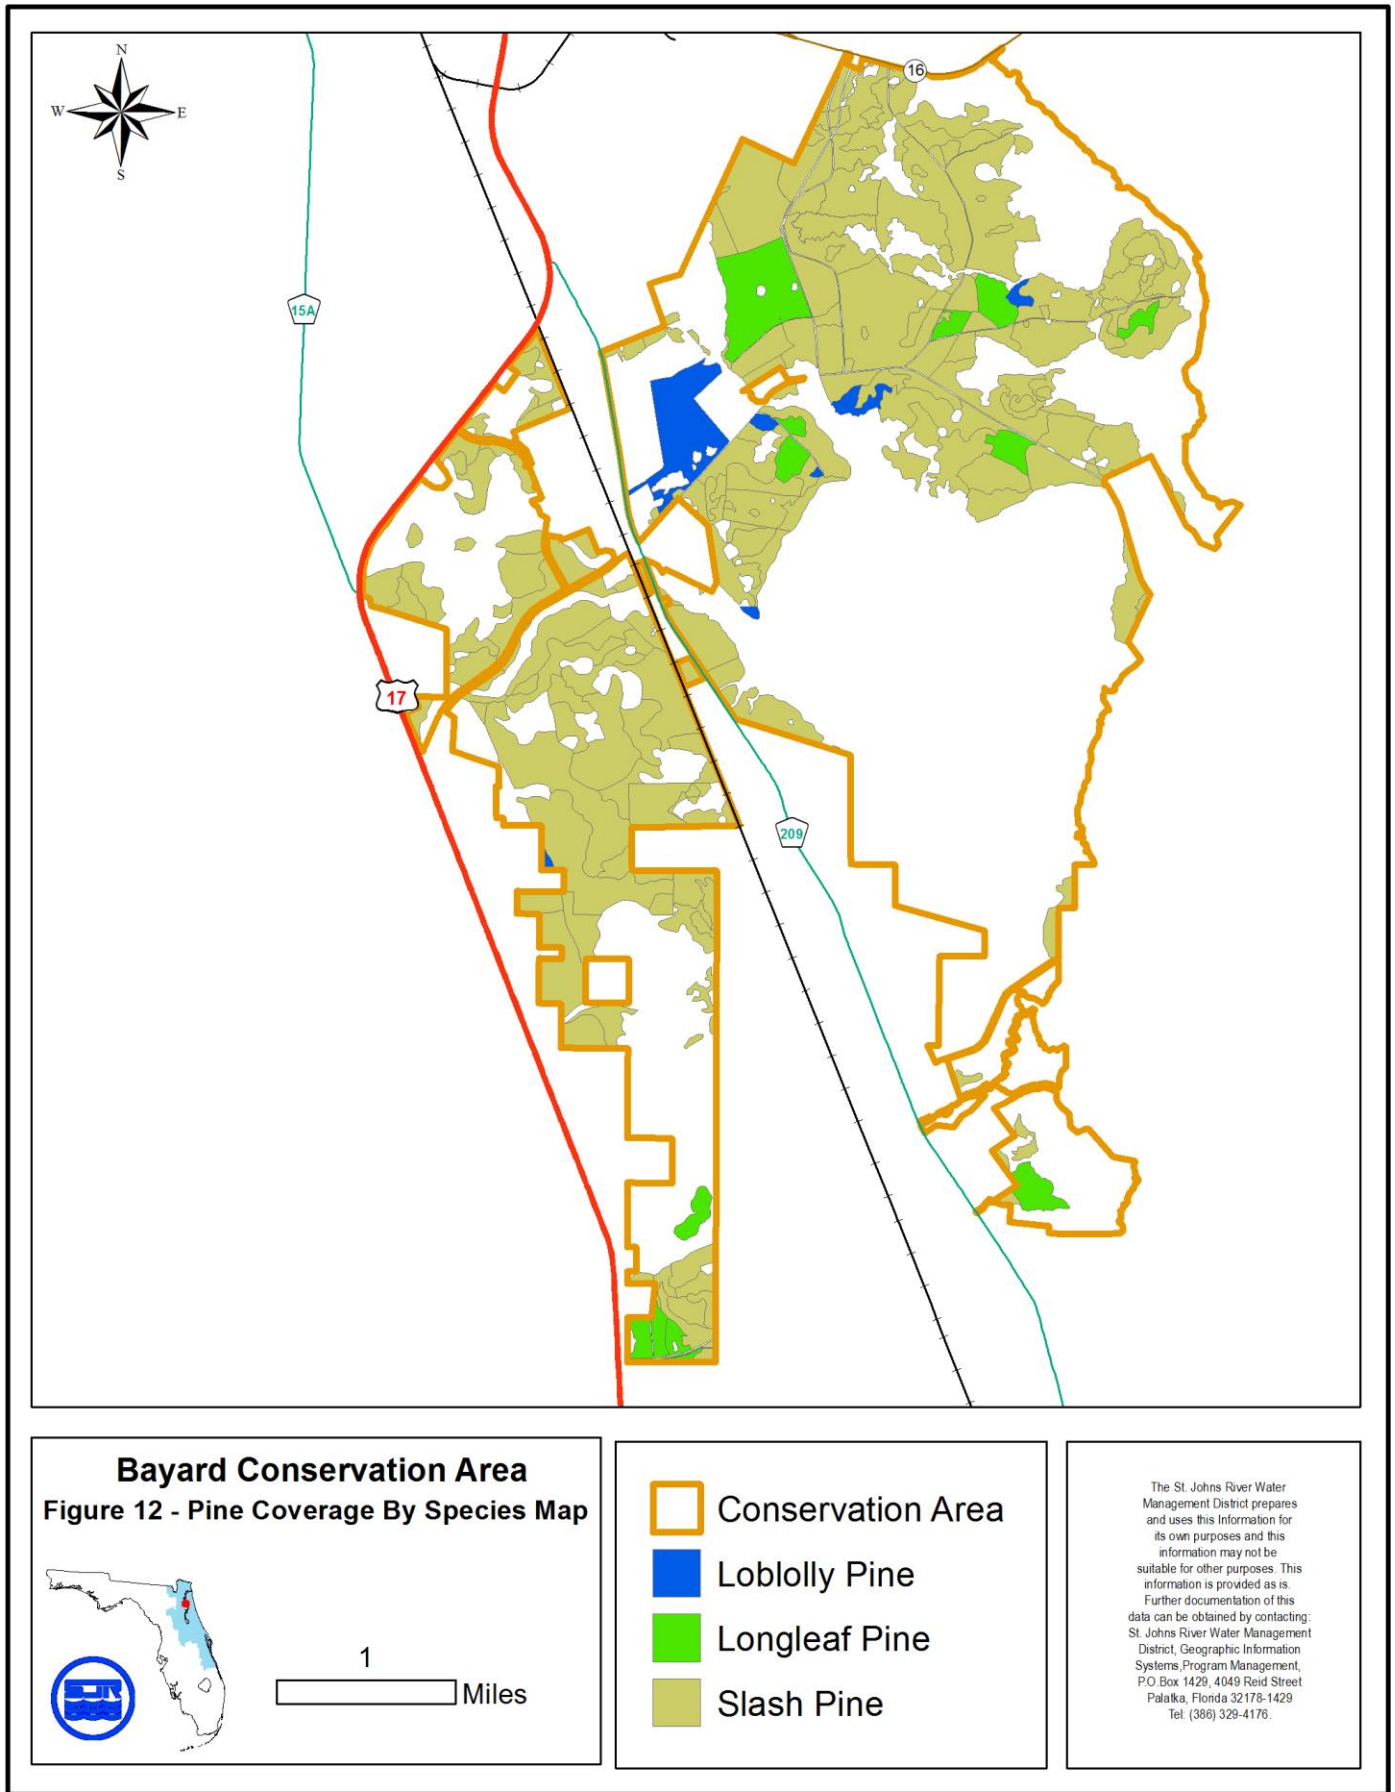 N
W E
S
16
15A
17
209
Bayard Conservation Area
Figure 12 - Pine Coverage By Species Map
1
Miles
SJR
Conservation Area
Loblolly Pine
Longleaf Pine
Slash Pine
The St. Johns River Water
Management District prepares
and uses this Information for
its own purposes and this
information may not be
suitable for other purposes. This
information is provided as is.
Further documentation of this
data can be obtained by contacting:
St. Johns River Water Management
District, Geographic Information
Systems,Program Management,
P.O.Box 1429, 4049 Reid Street
Palatka, Florida 32178-1429
Tel: (386) 329-4176.